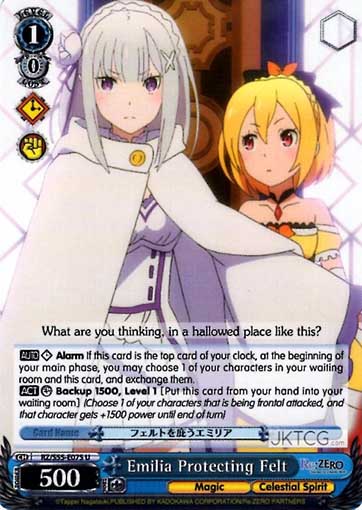 1
0
What are you thinking, in a hallowed place like this?
AUTO Alarm If this card is the top card of your clock, at the beginning of
your main phase, you may choose 1 of your characters in your waiting
room and this card, and exchange them.
ACT Backup 1500, Level 1 [Put this card from your hand into your
waiting room] (Choose 1 of your characters that is being frontal attacked, and
that character gets +1500 power until end of turn)
Card Name フェルトを庇うエミリア
JKTCG.com
RZ/S55-E075 U
500
Emilia Protecting Felt
Re:ZERO
Magic Celestial Spirit
©Tappei Nagatsuki,PUBLISHED BY KADOKAWA CORPORATION/Re:ZERO PARTNERS